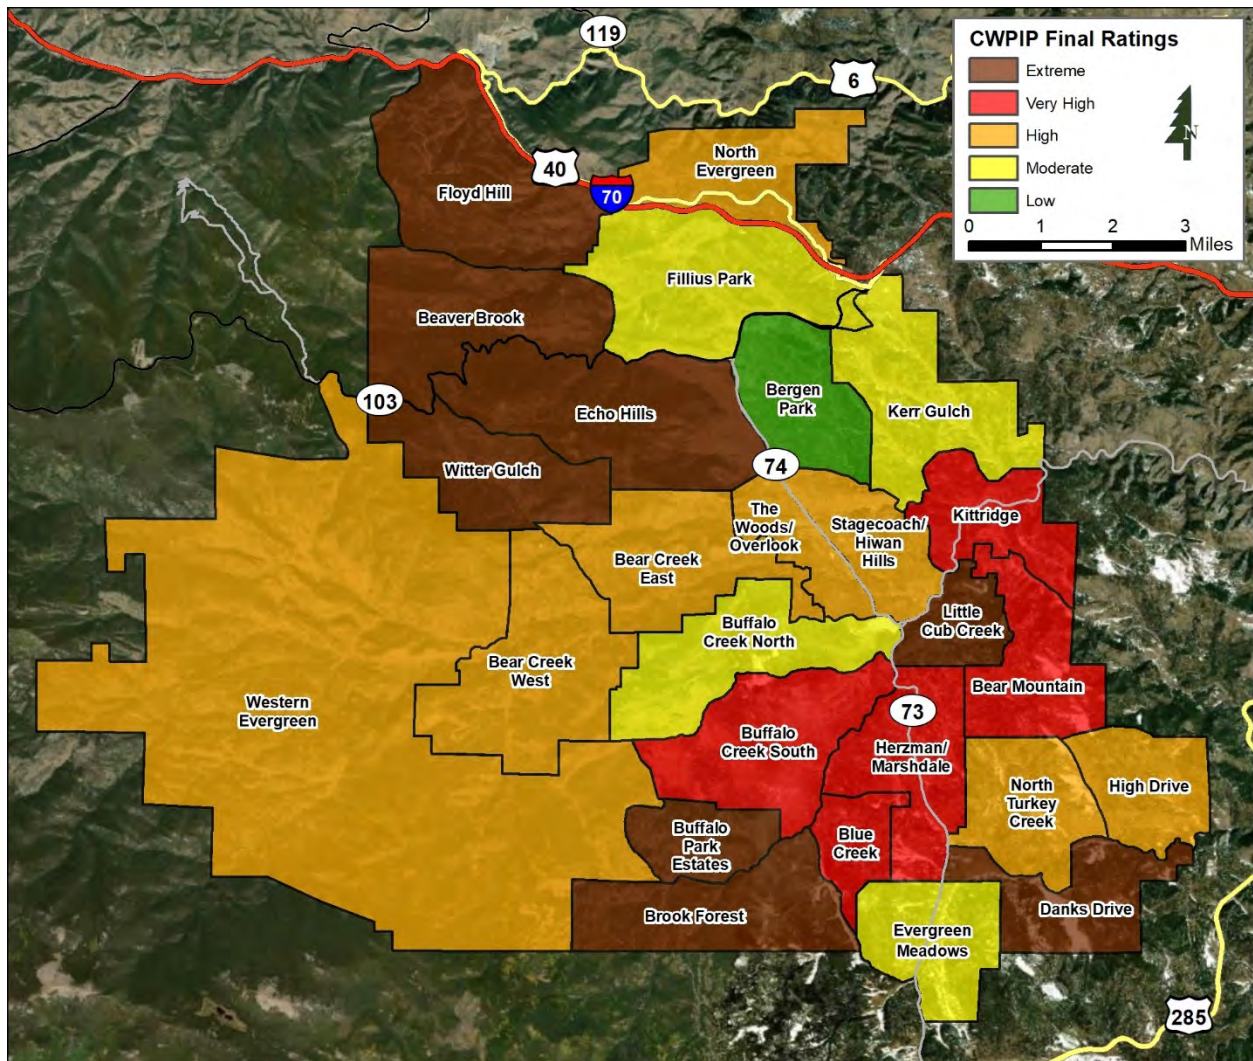 119
6
CWPIP Final Ratings
Extreme
Very High
High
Moderate
Low
N
0 1 2 3
Miles
North
Evergreen
40
70
Floyd Hill
Fillius Park
Beaver Brook
Bergen
Park
103
Echo Hills
Kerr Gulch
Witter Gulch
74
Kittridge
The
Woods/
Overlook
Stagecoach/
Hiwan
Hills
Bear Creek
East
Little
Cub Creek
Buffalo
Creek North
Bear Creek
West
Bear Mountain
Western
Evergreen
73
Buffalo
Creek South
Herzman/
Marshdale
North
Turkey
Creek
High Drive
Buffalo
Park
Estates
Blue
Creek
Brook Forest
Danks Drive
Evergreen
Meadows
285